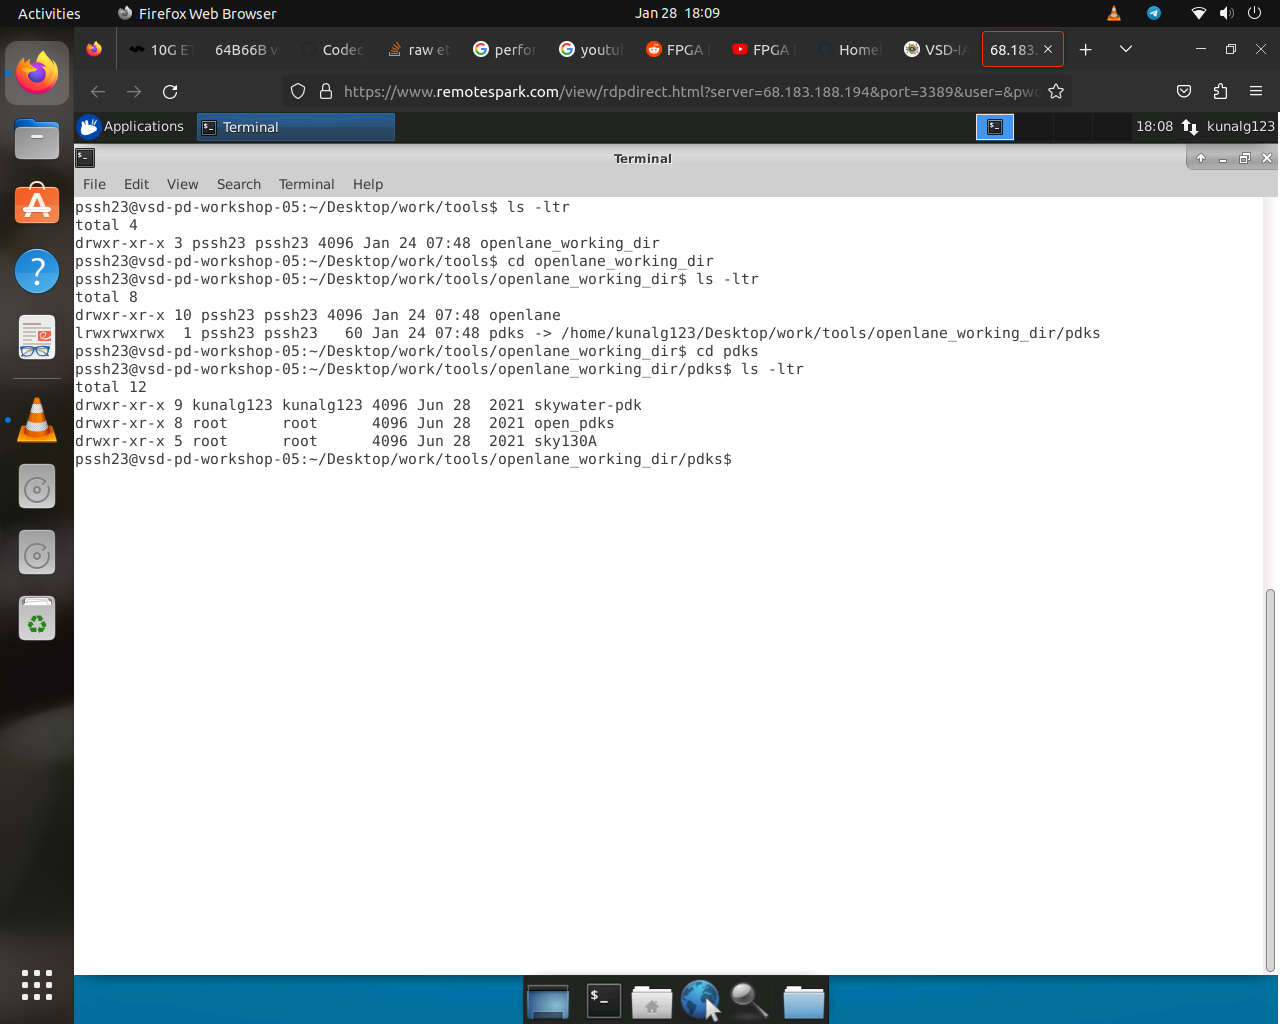 Activities Firefox Web Browser Jan 28 18:09
10G E 64B66B v Codec raw et perfor youtu FPGA FPGA Home VSD-IA 68.183.
https://www.remotespark.com/view/rdpdirect.html?server=68.183.188.194&port=3389&user=&pwd
Applications Terminal 18:08 kunalg123
Terminal
File Edit View Search Terminal Help
pssh23@vsd-pd-workshop-05:~/Desktop/work/tools$ ls -ltr
total 4
drwxr-xr-x 3 pssh23 pssh23 4096 Jan 24 07:48 openlane_working_dir
pssh23@vsd-pd-workshop-05:~/Desktop/work/tools$ cd openlane_working_dir
pssh23@vsd-pd-workshop-05:~/Desktop/work/tools/openlane_working_dir$ ls -ltr
total 8
drwxr-xr-x 10 pssh23 pssh23 4096 Jan 24 07:48 openlane
lrwxrwxrwx  1 pssh23 pssh23   60 Jan 24 07:48 pdks -> /home/kunalg123/Desktop/work/tools/openlane_working_dir/pdks
pssh23@vsd-pd-workshop-05:~/Desktop/work/tools/openlane_working_dir$ cd pdks
pssh23@vsd-pd-workshop-05:~/Desktop/work/tools/openlane_working_dir/pdks$ ls -ltr
total 12
drwxr-xr-x 9 kunalg123 kunalg123 4096 Jun 28  2021 skywater-pdk
drwxr-xr-x 8 root      root      4096 Jun 28  2021 open_pdks
drwxr-xr-x 5 root      root      4096 Jun 28  2021 sky130A
pssh23@vsd-pd-workshop-05:~/Desktop/work/tools/openlane_working_dir/pdks$